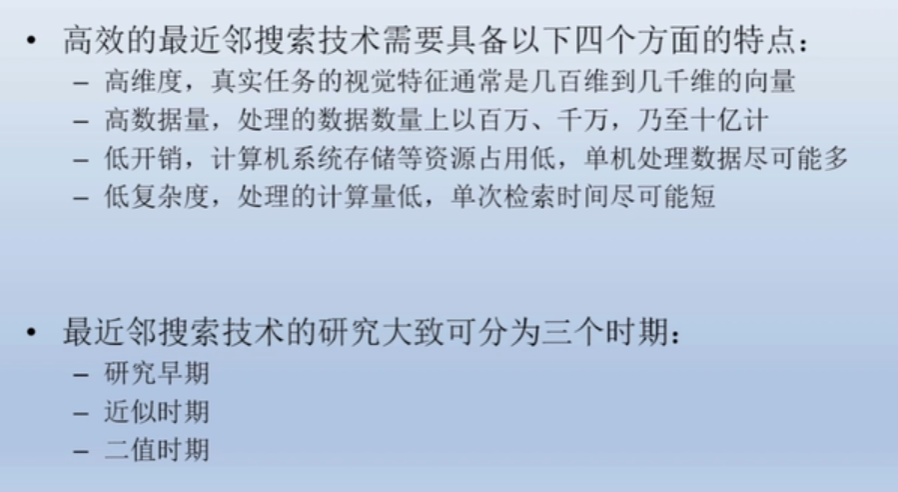 • 高效的最近邻搜索技术需要具备以下四个方面的特点：
– 高维度，真实任务的视觉特征通常是几百维到几千维的向量
– 高数据量，处理的数据数量上以百万、千万，乃至十亿计
– 低开销，计算机系统存储等资源占用低，单机处理数据尽可能多
– 低复杂度，处理的计算量低，单次检索时间尽可能短
• 最近邻搜索技术的研究大致可分为三个时期：
– 研究早期
– 近似时期
– 二值时期